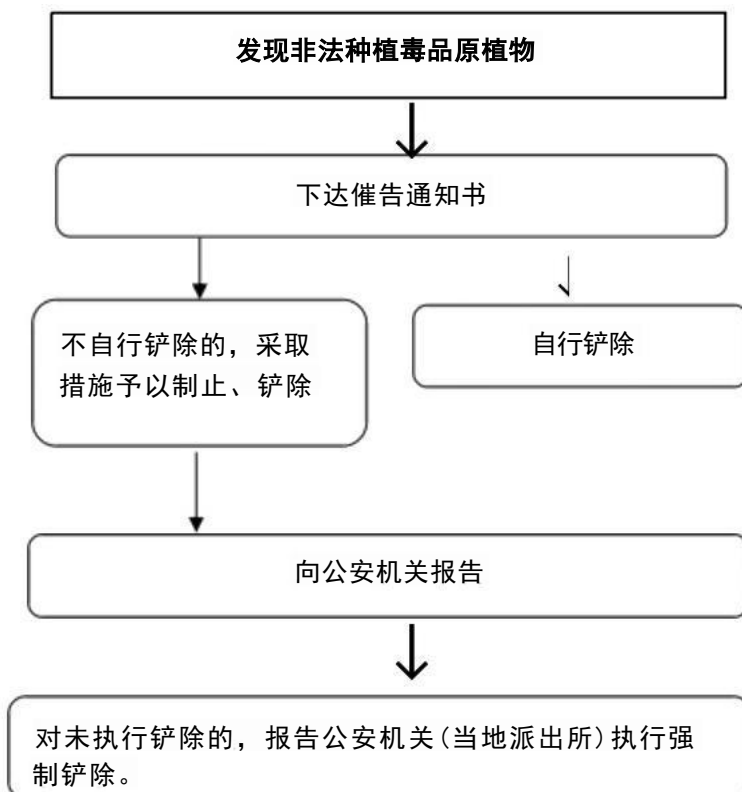 发现非法种植毒品原植物
下达催告通知书
不自行铲除的，采取
措施予以制止、铲除
自行铲除
向公安机关报告
对未执行铲除的，报告公安机关(当地派出所)执行强
制铲除。